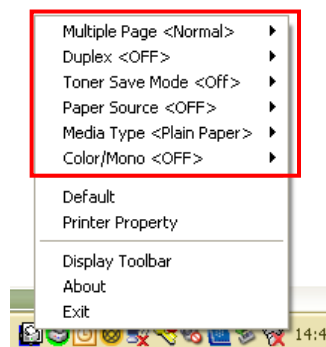 Multiple Page <Normal>
Duplex <OFF>
Toner Save Mode <Off>
Paper Source <OFF>
Media Type <Plain Paper>
Color/Mono <OFF>
Default
Printer Property
Display Toolbar
About
Exit
14:4